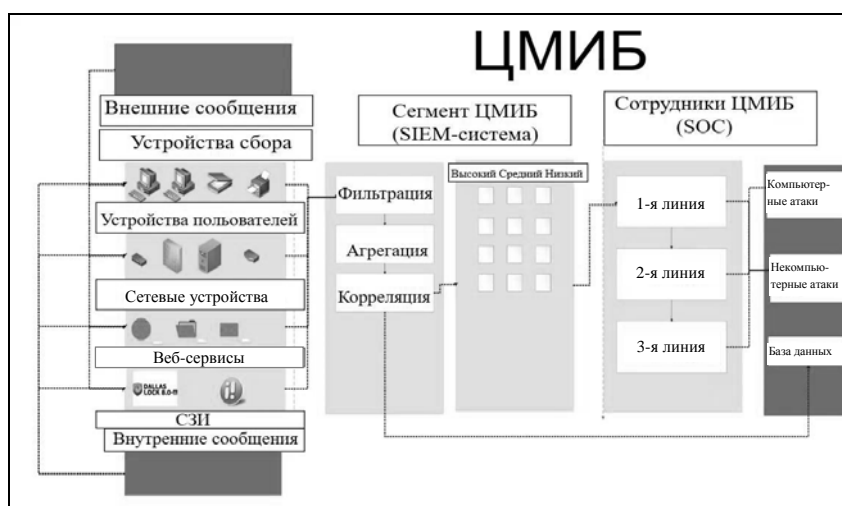 ЦМИБ
Внешние сообщения
Устройства сбора
Устройства пользователей
Сетевые устройства
Веб-сервисы
DALLAS
LOCK 8.0-
СЗИ
Внутренние сообщения
Сегмент ЦМИБ
(SIEM-система)
Фильтрация
Агрегация
Корреляция
Высокий Средний Низкий
Сотрудники ЦМИБ
(SOC)
1-я линия
2-я линия
3-я линия
Компьютер-
ные атаки
Некомпью-
терные атаки
База данных